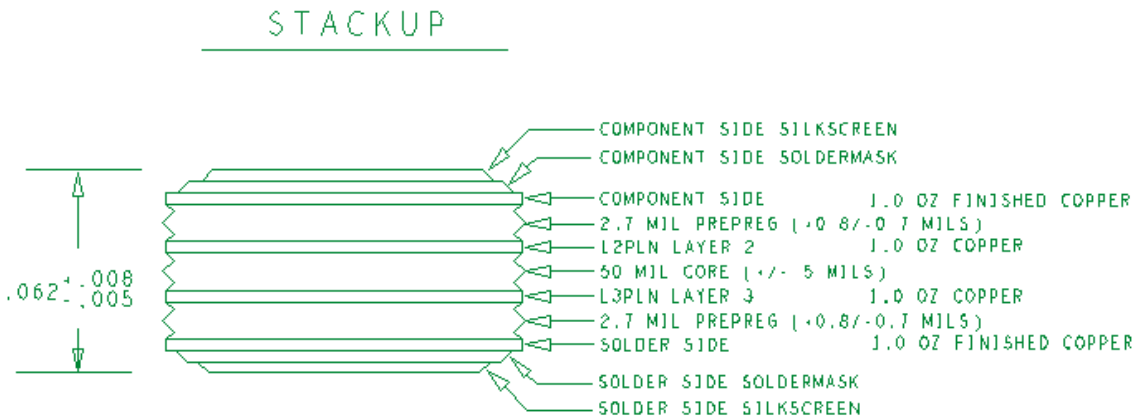 STACKUP
COMPONENT SIDE SILKSCREEN
COMPONENT SIDE SOLDERMASK
COMPONENT SIDE 1.0 OZ FINISHED COPPER
2.7 MIL PREPREG (+0.8/-0.7 MILS)
L2PLN LAYER 2 1.0 OZ COPPER
50 MIL CORE (+/- 5 MILS)
.062 +.008
-.005
L3PLN LAYER 3 1.0 OZ COPPER
2.7 MIL PREPREG (+0.8/-0.7 MILS)
SOLDER SIDE 1.0 OZ FINISHED COPPER
SOLDER SIDE SOLDERMASK
SOLDER SIDE SILKSCREEN